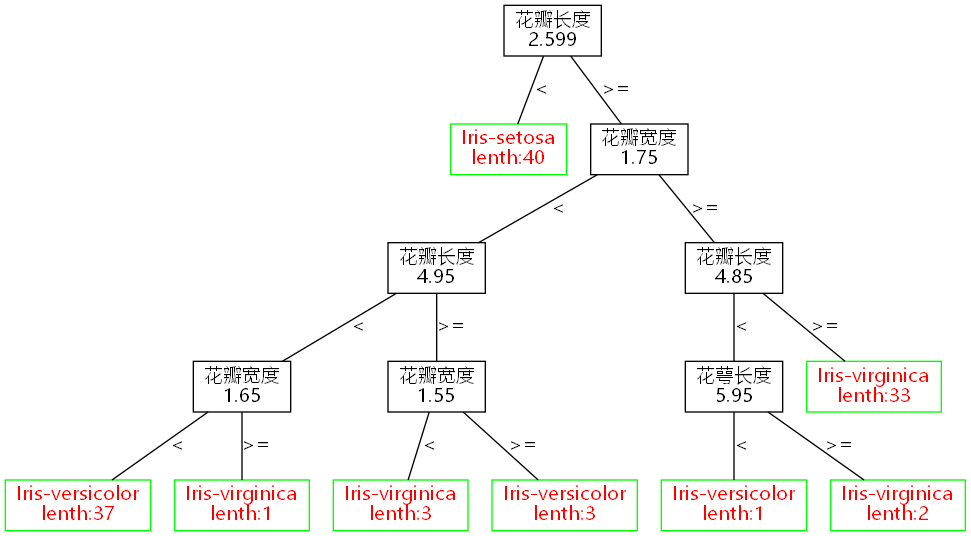 花瓣长度
2.599
<
>=
Iris-setosa
lenth:40
花瓣宽度
1.75
<
>=
花瓣长度
4.95
花瓣长度
4.85
<
>=
<
>=
花瓣宽度
1.65
花瓣宽度
1.55
花萼长度
5.95
Iris-virginica
lenth:33
<
>=
<
>=
<
>=
Iris-versicolor
lenth:37
Iris-virginica
lenth:1
Iris-virginica
lenth:3
Iris-versicolor
lenth:3
Iris-versicolor
lenth:1
Iris-virginica
lenth:2